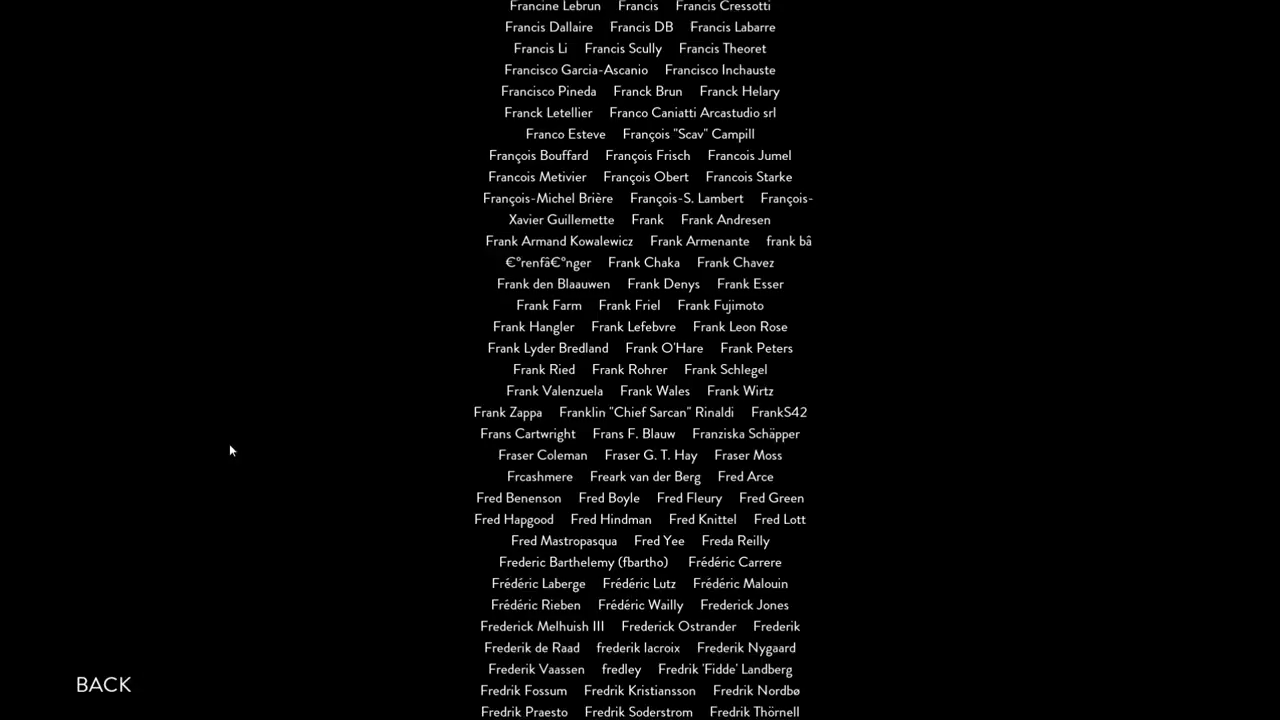 Francine Lebrun Francis Francis Cressotti
Francis Dallaire Francis DB Francis Labarre
Francis Li Francis Scully Francis Theoret
Francisco Garcia-Ascanio Francisco Inchauste
Francisco Pineda Franck Brun Franck Helary
Franck Letellier Franco Caniatti Arcastudio srl
Franco Esteve François "Scav" Campill
François Bouffard François Frisch Francois Jumel
Francois Metivier François Obert Francois Starke
François-Michel Brière François-S. Lambert François-
Xavier Guillemette Frank Frank Andresen
Frank Armand Kowalewicz Frank Armenante frank bâ
€°renfâ€°nger Frank Chaka Frank Chavez
Frank den Blaauwen Frank Denys Frank Esser
Frank Farm Frank Friel Frank Fujimoto
Frank Hangler Frank Lefebvre Frank Leon Rose
Frank Lyder Bredland Frank O'Hare Frank Peters
Frank Ried Frank Rohrer Frank Schlegel
Frank Valenzuela Frank Wales Frank Wirtz
Frank Zappa Franklin "Chief Sarcan" Rinaldi FrankS42
Frans Cartwright Frans F. Blauw Franziska Schäpper
Fraser Coleman Fraser G. T. Hay Fraser Moss
Frcashmere Freark van der Berg Fred Arce
Fred Benenson Fred Boyle Fred Fleury Fred Green
Fred Hapgood Fred Hindman Fred Knittel Fred Lott
Fred Mastropasqua Fred Yee Freda Reilly
Frederic Barthelemy (fbartho) Frédéric Carrere
Frédéric Laberge Frédéric Lutz Frédéric Malouin
Frédéric Rieben Frédéric Wailly Frederick Jones
Frederick Melhuish III Frederick Ostrander Frederik
Frederik de Raad frederik lacroix Frederik Nygaard
Frederik Vaassen fredley Fredrik 'Fidde' Landberg
Fredrik Fossum Fredrik Kristiansson Fredrik Nordbø
Fredrik Praesto Fredrik Soderstrom Fredrik Thörnell
BACK